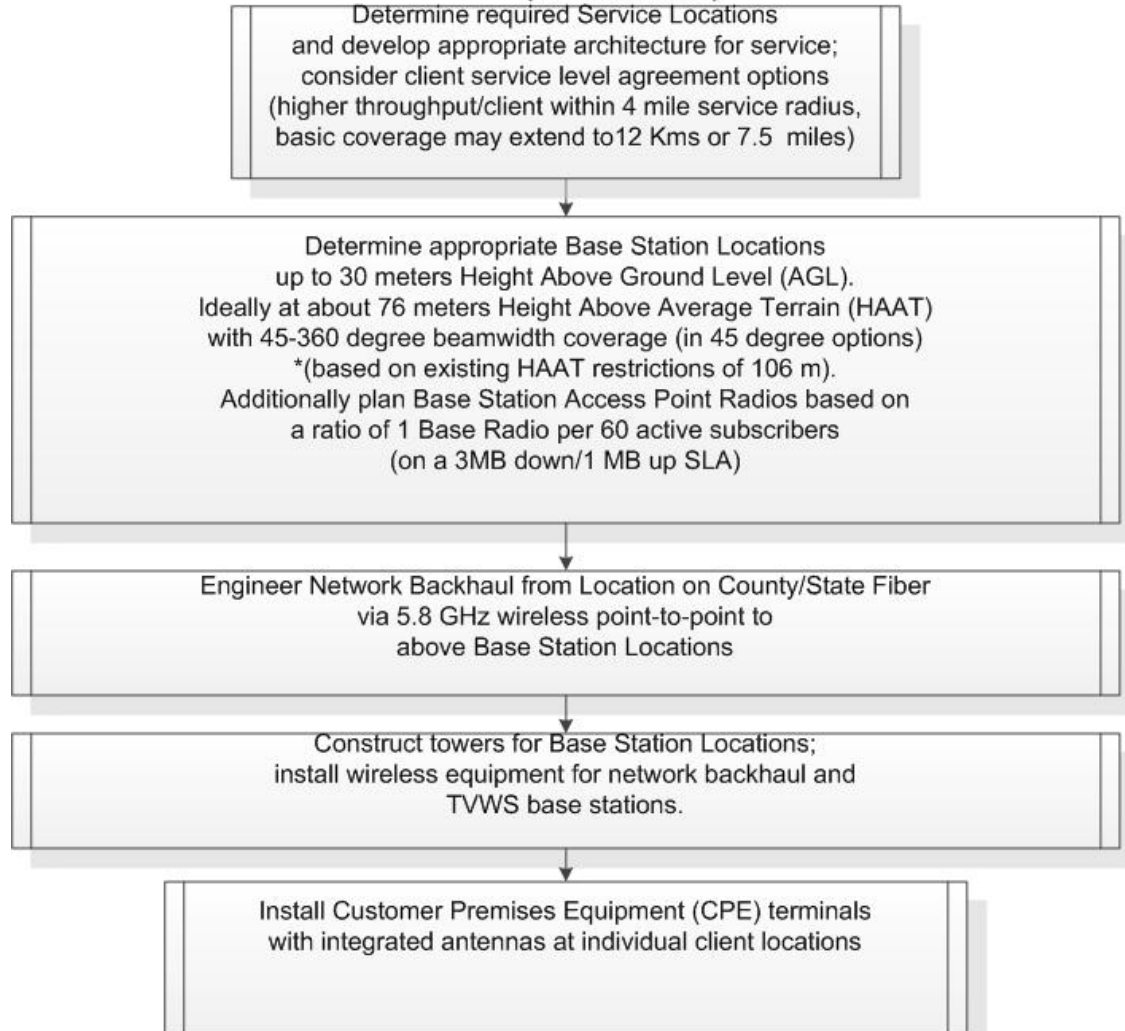 Determine required Service Locations
and develop appropriate architecture for service;
consider client service level agreement options
(higher throughput/client within 4 mile service radius,
basic coverage may extend to12 Kms or 7.5  miles)
Determine appropriate Base Station Locations
up to 30 meters Height Above Ground Level (AGL).
Ideally at about 76 meters Height Above Average Terrain (HAAT)
with 45-360 degree beamwidth coverage (in 45 degree options)
*(based on existing HAAT restrictions of 106 m).
Additionally plan Base Station Access Point Radios based on
a ratio of 1 Base Radio per 60 active subscribers
(on a 3MB down/1 MB up SLA)
Engineer Network Backhaul from Location on County/State Fiber
via 5.8 GHz wireless point-to-point to
above Base Station Locations
Construct towers for Base Station Locations;
install wireless equipment for network backhaul and
TVWS base stations.
Install Customer Premises Equipment (CPE) terminals
with integrated antennas at individual client locations